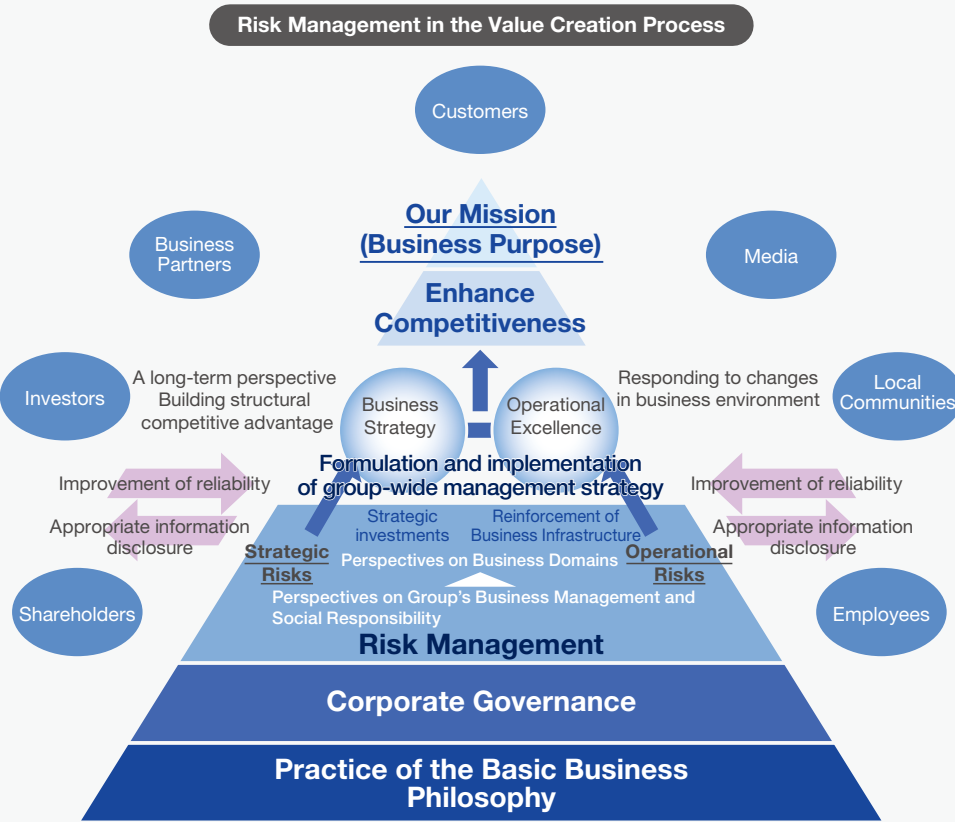 Risk Management in the Value Creation Process
Customers
Our Mission
(Business Purpose)
Business
Partners
Media
Enhance
Competitiveness
Investors
A long-term perspective
Building structural
competitive advantage
Business
Strategy
Operational
Excellence
Responding to changes
in business environment
Local
Communities
Formulation and implementation
of group-wide management strategy
Improvement of reliability
Appropriate information
disclosure
Improvement of reliability
Appropriate information
disclosure
Strategic
investments
Reinforcement of
Business Infrastructure
Strategic
Risks
Perspectives on Business Domains
Operational
Risks
Perspectives on Group's Business Management and
Social Responsibility
Shareholders
Employees
Risk Management
Corporate Governance
Practice of the Basic Business
Philosophy